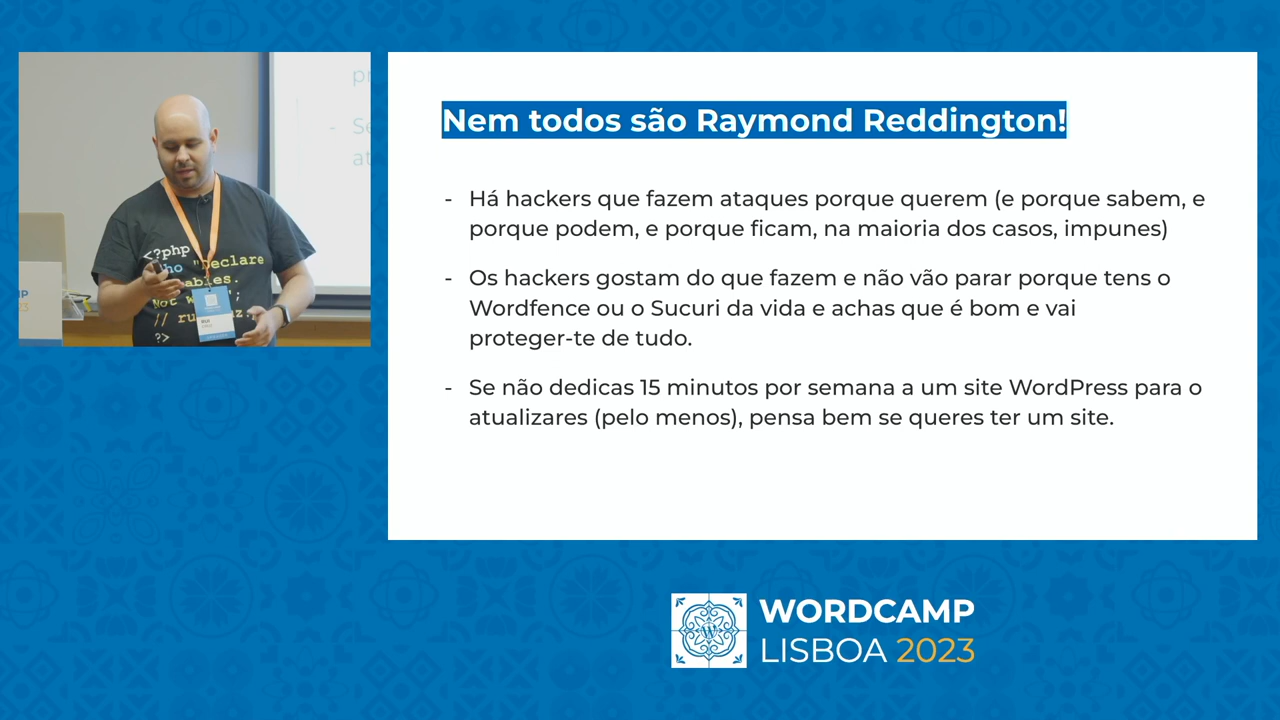 Nem todos são Raymond Reddington!
- Há hackers que fazem ataques porque querem (e porque sabem, e
porque podem, e porque ficam, na maioria dos casos, impunes)
- Os hackers gostam do que fazem e não vão parar porque tens o
Wordfence ou o Sucuri da vida e achas que é bom e vai
proteger-te de tudo.
- Se não dedicas 15 minutos por semana a um site WordPress para o
atualizares (pelo menos), pensa bem se queres ter um site.
<?php
"Declare
Not
//
?>
WORDCAMP
LISBOA 2023